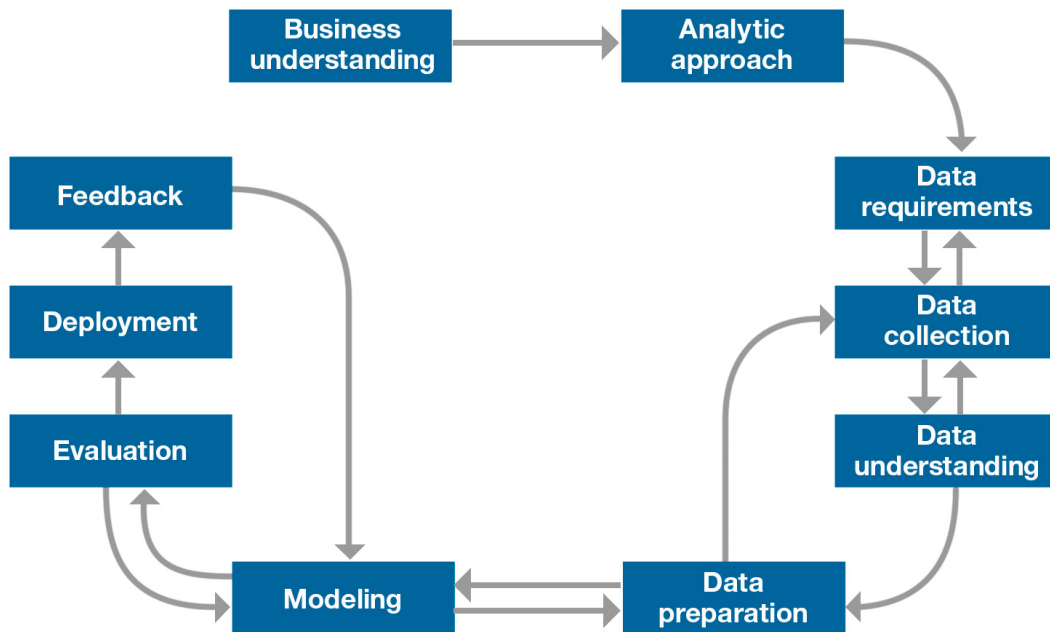 Business
understanding
Analytic
approach
Data
requirements
Data
collection
Data
understanding
Data
preparation
Modeling
Evaluation
Deployment
Feedback